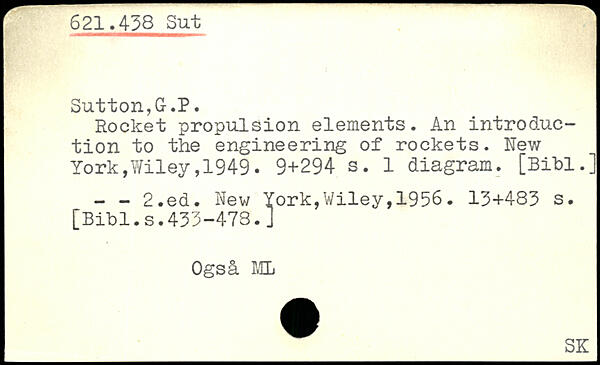 621.438 Sut
Sutton,G.P.
Rocket propulsion elements. An introduc-
tion to the engineering of rockets. New
York,Wiley,1949. 9+294 s. 1 diagram. [Bibl.]
- - 2.ed. New York,Wiley,1956. 13+483 s.
[Bibl.s.433-478.]
Også ML
SK